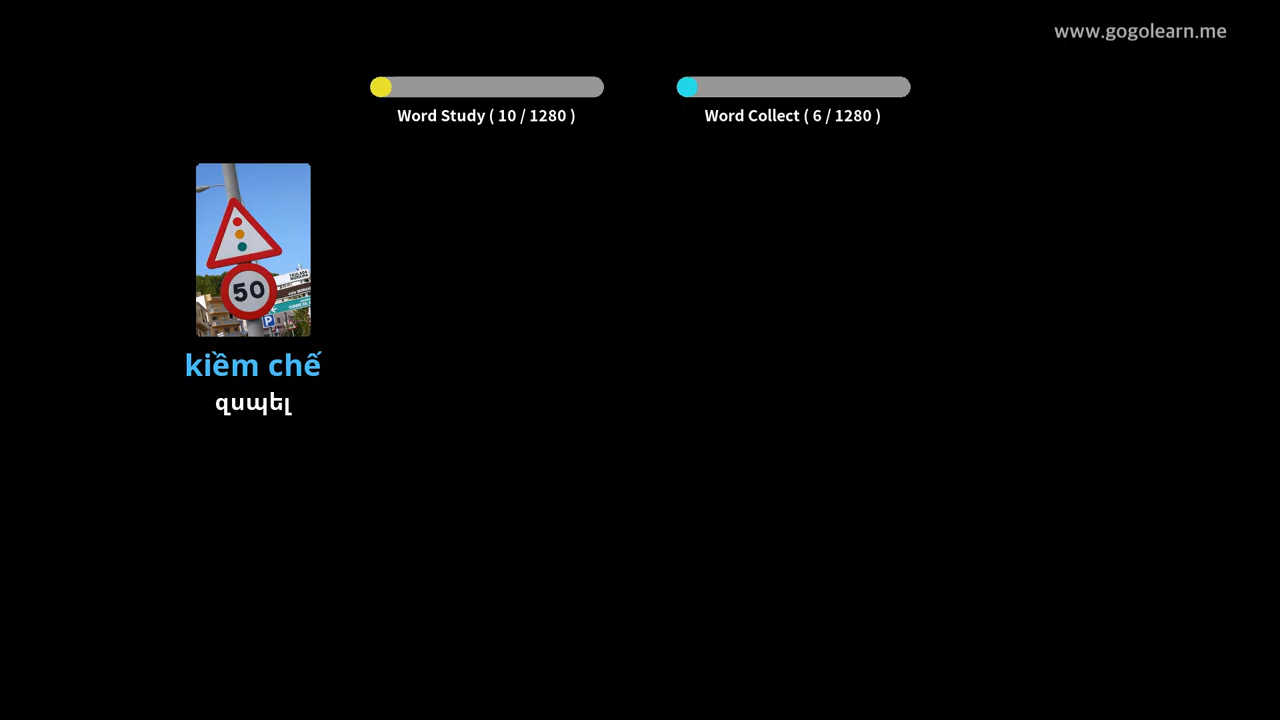 www.gogolearn.me
Word Study ( 10 / 1280 )
Word Collect ( 6 / 1280 )
50
P
kiềm chế
զսպել